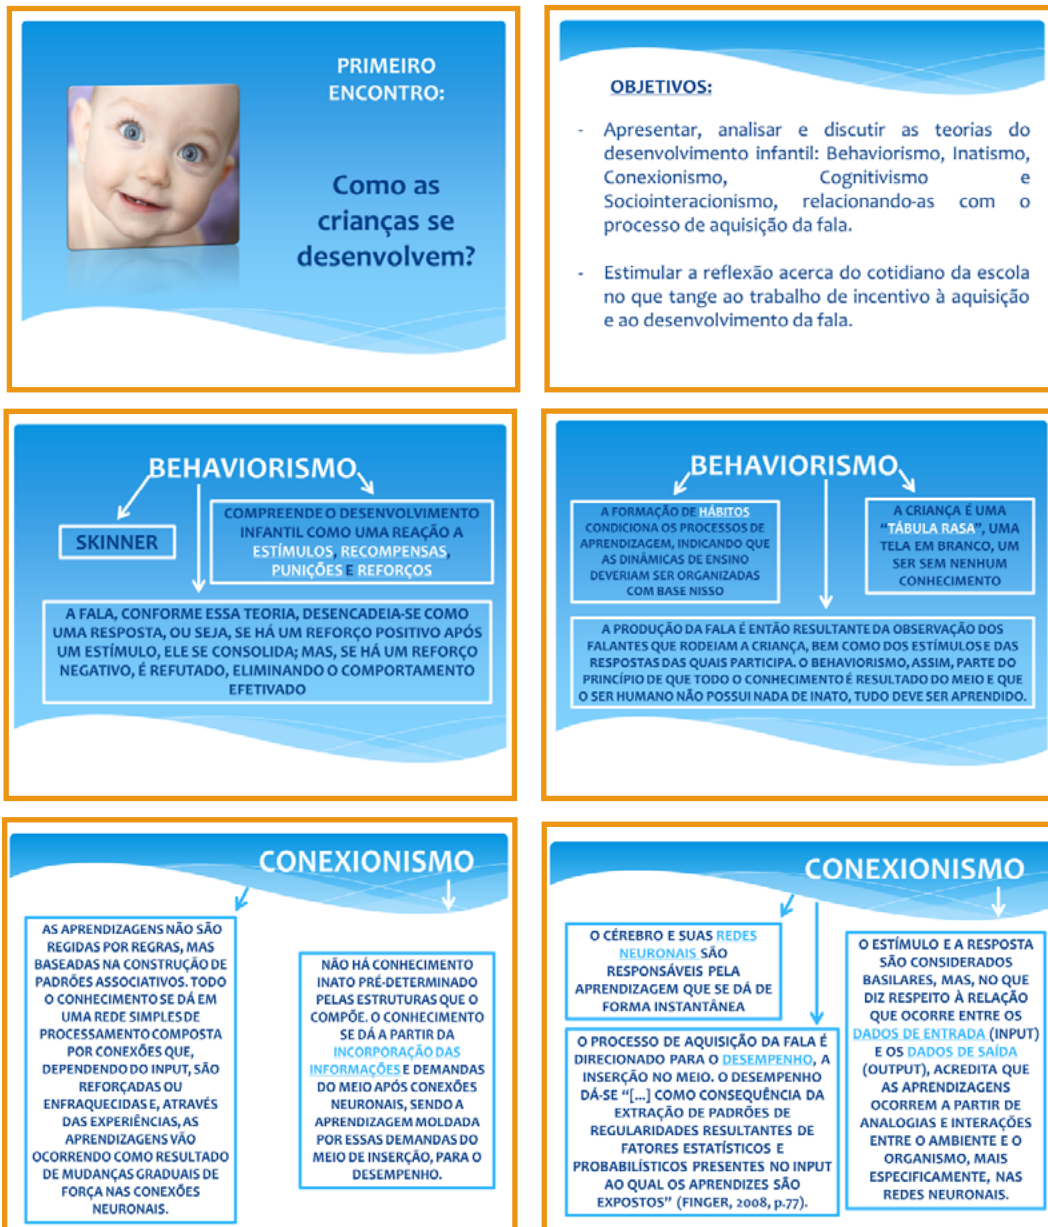 PRIMEIRO
ENCONTRO:
Como as
crianças se
desenvolvem?
OBJETIVOS:
- Apresentar, analisar e discutir as teorias do
desenvolvimento infantil: Behaviorismo, Inatismo,
Conexionismo, Cognitivismo e
Sociointeracionismo, relacionando-as com o
processo de aquisição da fala.
- Estimular a reflexão acerca do cotidiano da escola
no que tange ao trabalho de incentivo à aquisição
e ao desenvolvimento da fala.
BEHAVIORISMO
SKINNER
COMPREENDE O DESENVOLVIMENTO
INFANTIL COMO UMA REAÇÃO A
ESTÍMULOS, RECOMPENSAS,
PUNIÇÕES E REFORÇOS
A FALA, CONFORME ESSA TEORIA, DESENCADEIA-SE COMO
UMA RESPOSTA, OU SEJA, SE HÁ UM REFORÇO POSITIVO APÓS
UM ESTÍMULO, ELE SE CONSOLIDA; MAS, SE HÁ UM REFORÇO
NEGATIVO, É REFUTADO, ELIMINANDO O COMPORTAMENTO
EFETIVADO
BEHAVIORISMO
A FORMAÇÃO DE HÁBITOS
CONDICIONA OS PROCESSOS DE
APRENDIZAGEM, INDICANDO QUE
AS DINÂMICAS DE ENSINO
DEVERIAM SER ORGANIZADAS
COM BASE NISSO
A CRIANÇA É UMA
“TÁBULA RASA”, UMA
TELA EM BRANCO, UM
SER SEM NENHUM
CONHECIMENTO
A PRODUÇÃO DA FALA É ENTÃO RESULTANTE DA OBSERVAÇÃO DOS
FALANTES QUE RODEIAM A CRIANÇA, BEM COMO DOS ESTÍMULOS E DAS
RESPOSTAS DAS QUAIS PARTICIPA. O BEHAVIORISMO, ASSIM, PARTE DO
PRINCÍPIO DE QUE TODO O CONHECIMENTO É RESULTADO DO MEIO E QUE
O SER HUMANO NÃO POSSUI NADA DE INATO, TUDO DEVE SER APRENDIDO.
CONEXIONISMO
AS APRENDIZAGENS NÃO SÃO
REGIDAS POR REGRAS, MAS
BASEADAS NA CONSTRUÇÃO DE
PADRÕES ASSOCIATIVOS. TODO
O CONHECIMENTO SE DÁ EM
UMA REDE SIMPLES DE
PROCESSAMENTO COMPOSTA
POR CONEXÕES QUE,
DEPENDENDO DO INPUT, SÃO
REFORÇADAS OU
ENFRAQUECIDAS E, ATRAVÉS
DAS EXPERIÊNCIAS, AS
APRENDIZAGENS VÃO
OCORRENDO COMO RESULTADO
DE MUDANÇAS GRADUAIS DE
FORÇA NAS CONEXÕES
NEURONAIS.
NÃO HÁ CONHECIMENTO
INATO PRÉ-DETERMINADO
PELAS ESTRUTURAS QUE O
COMPÕE. O CONHECIMENTO
SE DÁ A PARTIR DA
INCORPORAÇÃO DAS
INFORMAÇÕES E DEMANDAS
DO MEIO APÓS CONEXÕES
NEURONAIS, SENDO A
APRENDIZAGEM MOLDADA
POR ESSAS DEMANDAS DO
MEIO DE INSERÇÃO, PARA O
DESEMPENHO.
CONEXIONISMO
O CÉREBRO E SUAS REDES
NEURONAIS SÃO
RESPONSÁVEIS PELA
APRENDIZAGEM QUE SE DÁ DE
FORMA INSTANTÂNEA
O PROCESSO DE AQUISIÇÃO DA FALA É
DIRECIONADO PARA O DESEMPENHO, A
INSERÇÃO NO MEIO. O DESEMPENHO
DÁ-SE “[...] COMO CONSEQUÊNCIA DA
EXTRAÇÃO DE PADRÕES DE
REGULARIDADES RESULTANTES DE
FATORES ESTATÍSTICOS E
PROBABILÍSTICOS PRESENTES NO INPUT
AO QUAL OS APRENDIZES SÃO
EXPOSTOS” (FINGER, 2008, p.77).
O ESTÍMULO E A RESPOSTA
SÃO CONSIDERADOS
BASILARES, MAS, NO QUE
DIZ RESPEITO À RELAÇÃO
QUE OCORRE ENTRE OS
DADOS DE ENTRADA (INPUT)
E OS DADOS DE SAÍDA
(OUTPUT), ACREDITA QUE
AS APRENDIZAGENS
OCORREM A PARTIR DE
ANALOGIAS E INTERAÇÕES
ENTRE O AMBIENTE E O
ORGANISMO, MAIS
ESPECIFICAMENTE, NAS
REDES NEURONAIS.